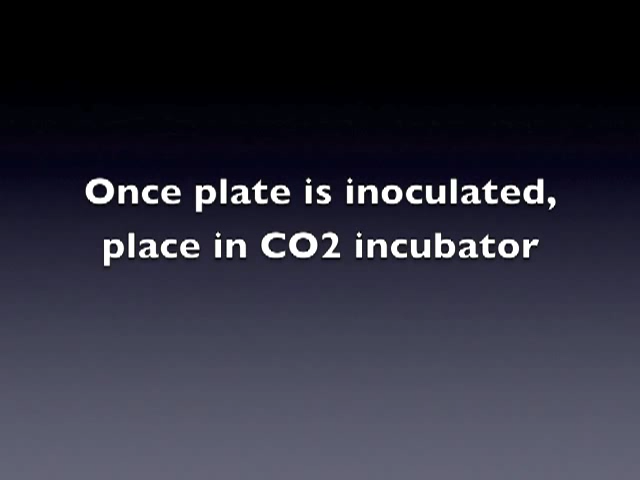 Once plate is inoculated,
place in CO2 incubator